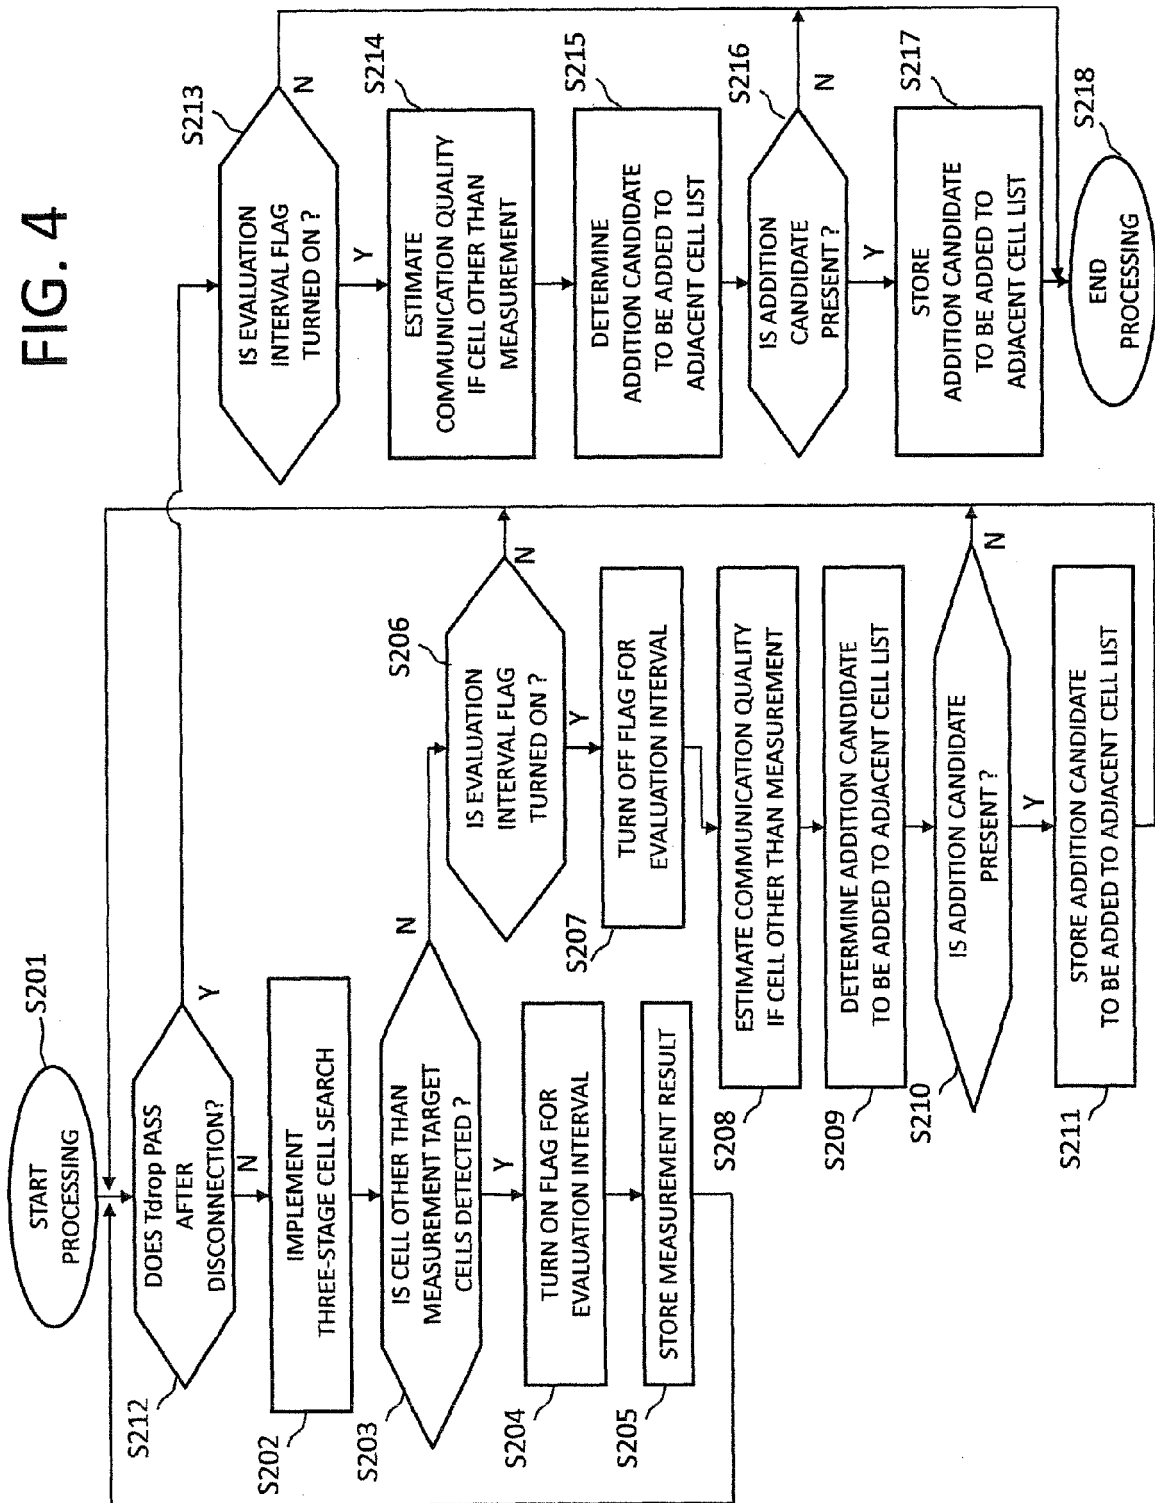 FIG. 4
START
PROCESSING
S201
DOES Tdrop PASS
AFTER
DISCONNECTION?
S212
Y
N
IMPLEMENT
THREE-STAGE CELL SEARCH
S202
IS CELL OTHER THAN
MEASUREMENT TARGET
CELLS DETECTED ?
S203
N
Y
TURN ON FLAG FOR
EVALUATION INTERVAL
S204
STORE MEASUREMENT RESULT
S205
S206
IS EVALUATION
INTERVAL FLAG
TURNED ON ?
N
Y
TURN OFF FLAG FOR
EVALUATION INTERVAL
S207
ESTIMATE COMMUNICATION QUALITY
IF CELL OTHER THAN MEASUREMENT
S208
DETERMINE ADDITION CANDIDATE
TO BE ADDED TO ADJACENT CELL LIST
S209
IS ADDITION CANDIDATE
PRESENT ?
S210
N
Y
STORE ADDITION CANDIDATE
TO BE ADDED TO ADJACENT CELL LIST
S211
S213
IS EVALUATION
INTERVAL FLAG
TURNED ON ?
N
Y
S214
ESTIMATE
COMMUNICATION QUALITY
IF CELL OTHER THAN
MEASUREMENT
S215
DETERMINE
ADDITION CANDIDATE
TO BE ADDED TO
ADJACENT CELL LIST
S216
IS ADDITION
CANDIDATE
PRESENT ?
N
Y
S217
STORE
ADDITION CANDIDATE
TO BE ADDED TO
ADJACENT CELL LIST
S218
END
PROCESSING